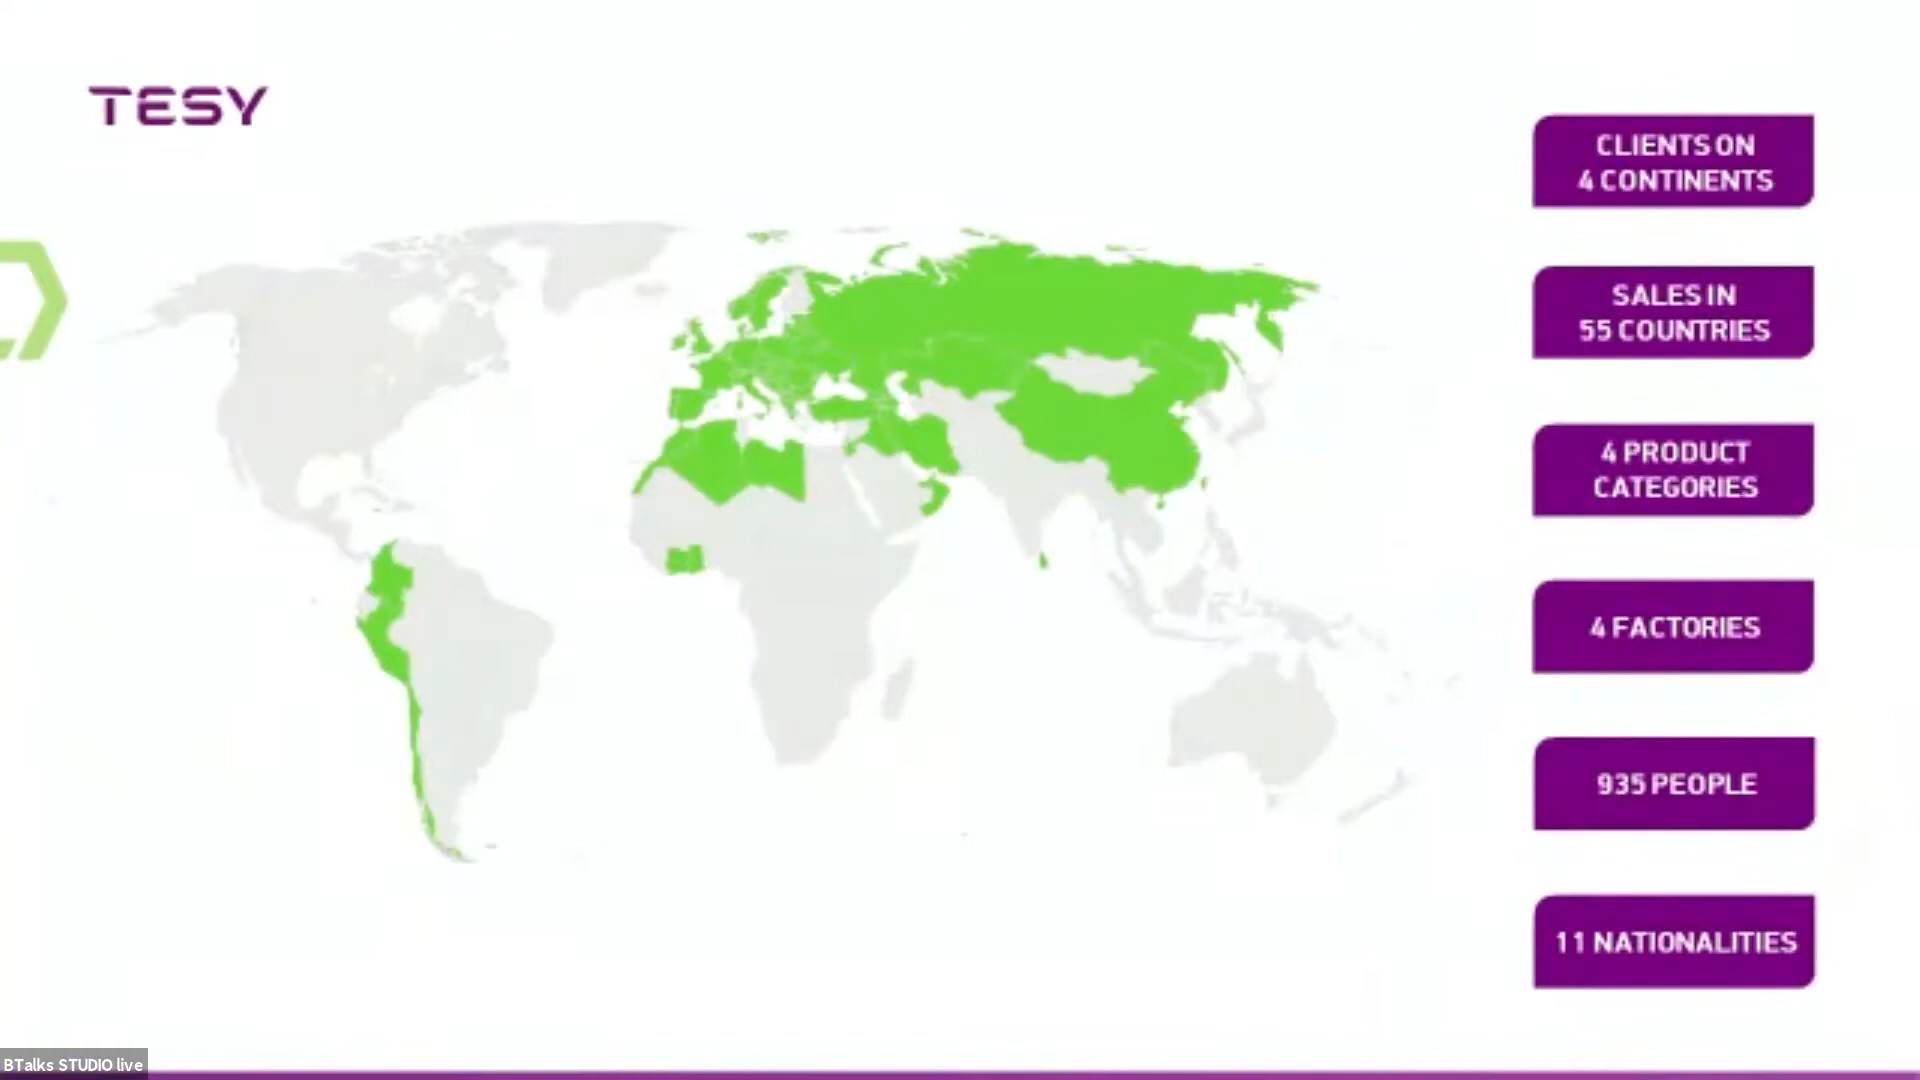 TESY
CLIENTS ON
4 CONTINENTS
SALES IN
55 COUNTRIES
4 PRODUCT
CATEGORIES
4 FACTORIES
935 PEOPLE
11 NATIONALITIES
BTalks STUDIO live